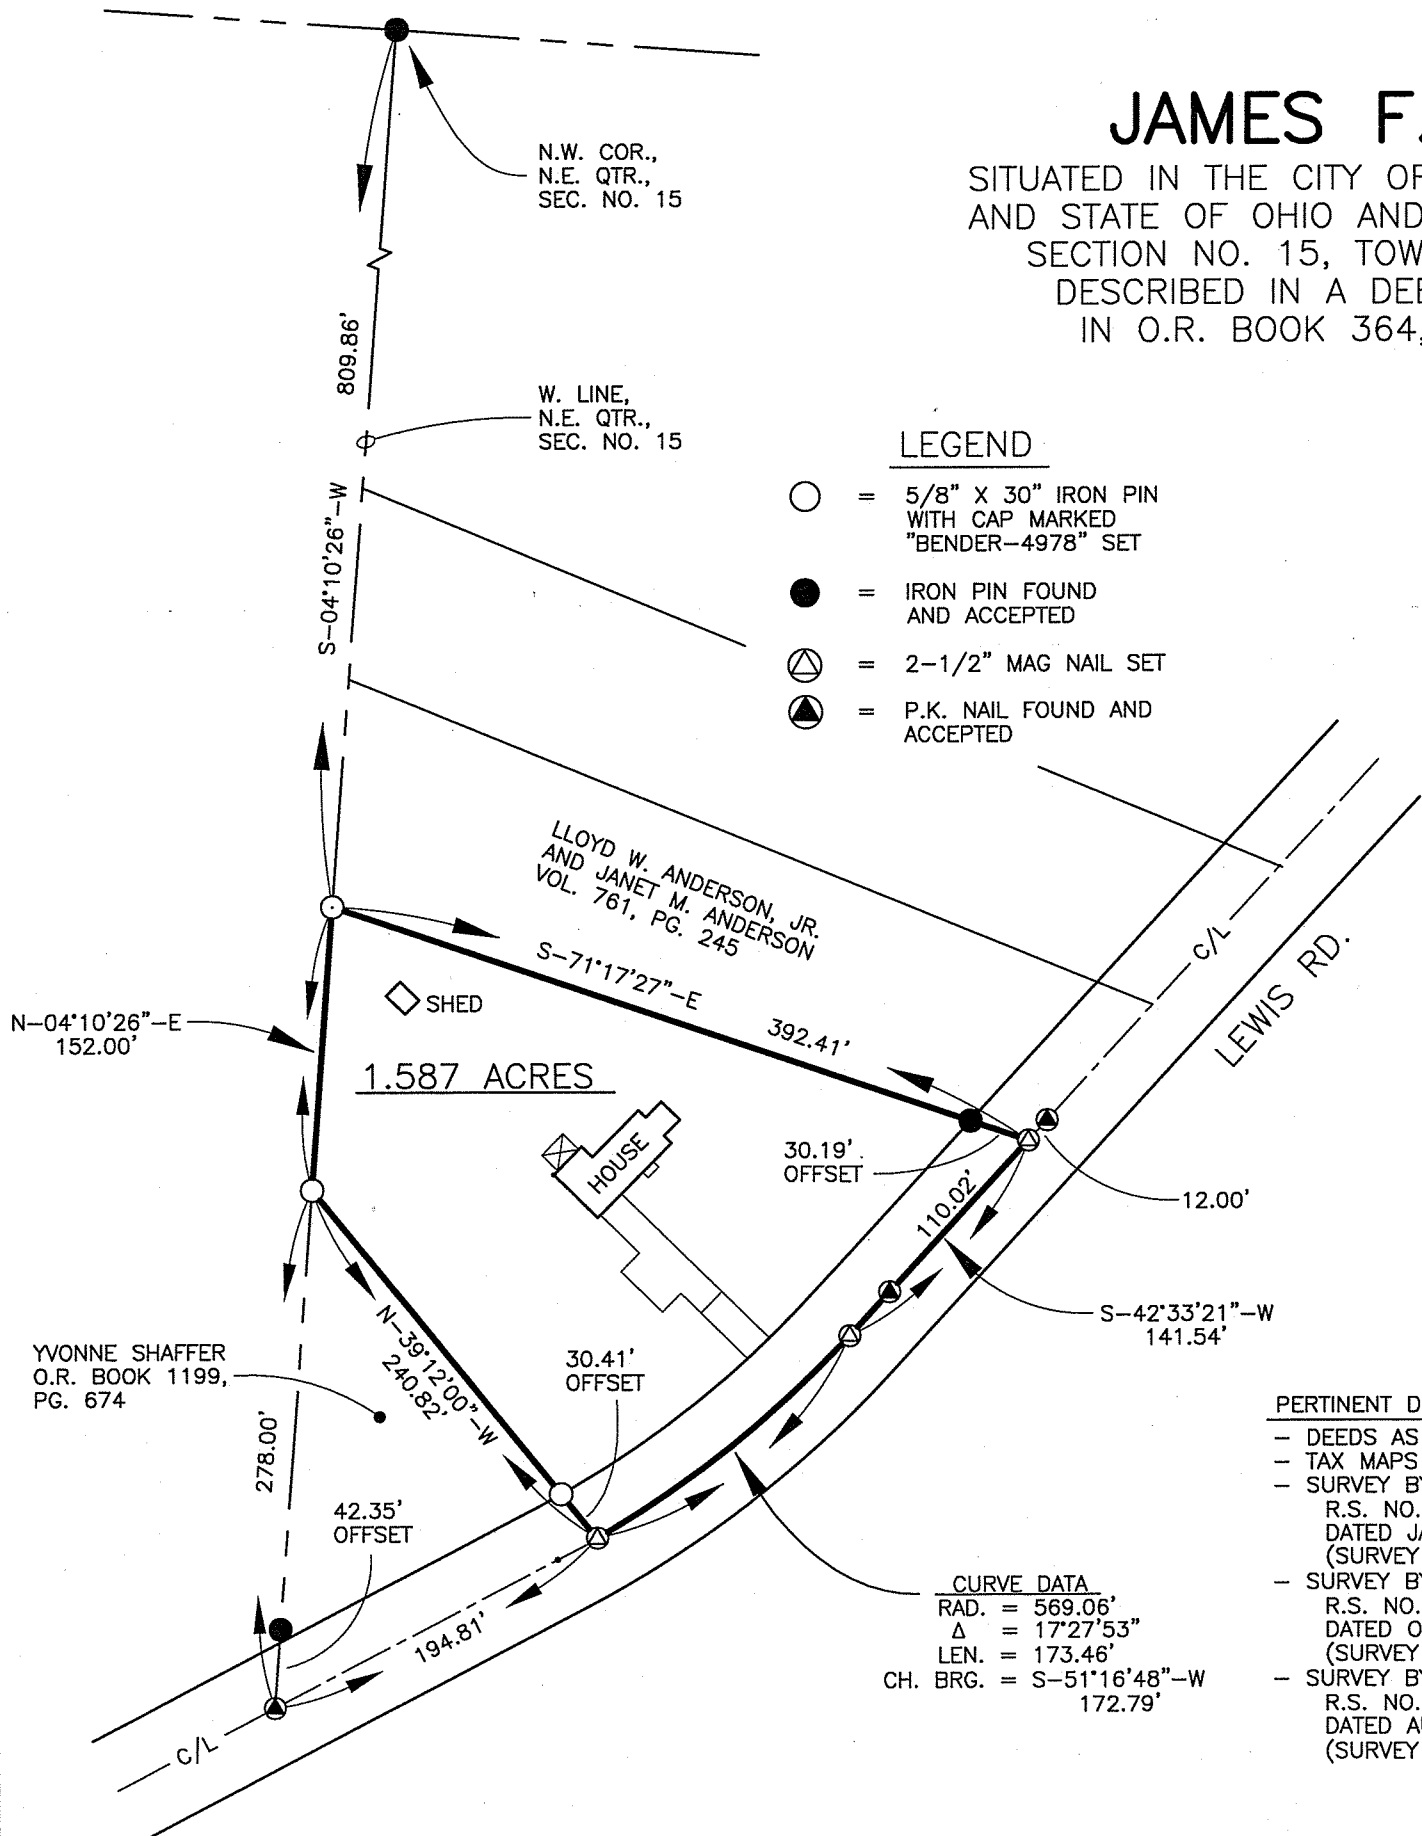 N.W. COR.,
N.E. QTR.,
SEC. NO. 15
JAMES F.
SITUATED IN THE CITY OF
AND STATE OF OHIO AND
SECTION NO. 15, TOW
DESCRIBED IN A DEE
IN O.R. BOOK 364,
809.86'
W. LINE,
N.E. QTR.,
SEC. NO. 15
S-04°10'26"-W
LEGEND
= 5/8" X 30" IRON PIN
WITH CAP MARKED
"BENDER-4978" SET
= IRON PIN FOUND
AND ACCEPTED
= 2-1/2" MAG NAIL SET
= P.K. NAIL FOUND AND
ACCEPTED
LLOYD W. ANDERSON, JR.
AND JANET M. ANDERSON
VOL. 761, PG. 245
S-71°17'27"-E
392.41'
C/L
LEWIS RD.
SHED
N-04°10'26"-E
152.00'
1.587 ACRES
HOUSE
30.19'
OFFSET
110.02'
12.00'
S-42°33'21"-W
141.54'
N-39°12'00"-W
240.82'
30.41'
OFFSET
YVONNE SHAFFER
O.R. BOOK 1199,
PG. 674
278.00'
42.35'
OFFSET
194.81'
C/L
CURVE DATA
RAD. = 569.06'
Δ = 17°27'53"
LEN. = 173.46'
CH. BRG. = S-51°16'48"-W
172.79'
PERTINENT D
- DEEDS AS
- TAX MAPS
- SURVEY BY
R.S. NO.
DATED JA
(SURVEY
- SURVEY BY
R.S. NO.
DATED O
(SURVEY
- SURVEY BY
R.S. NO.
DATED AU
(SURVEY